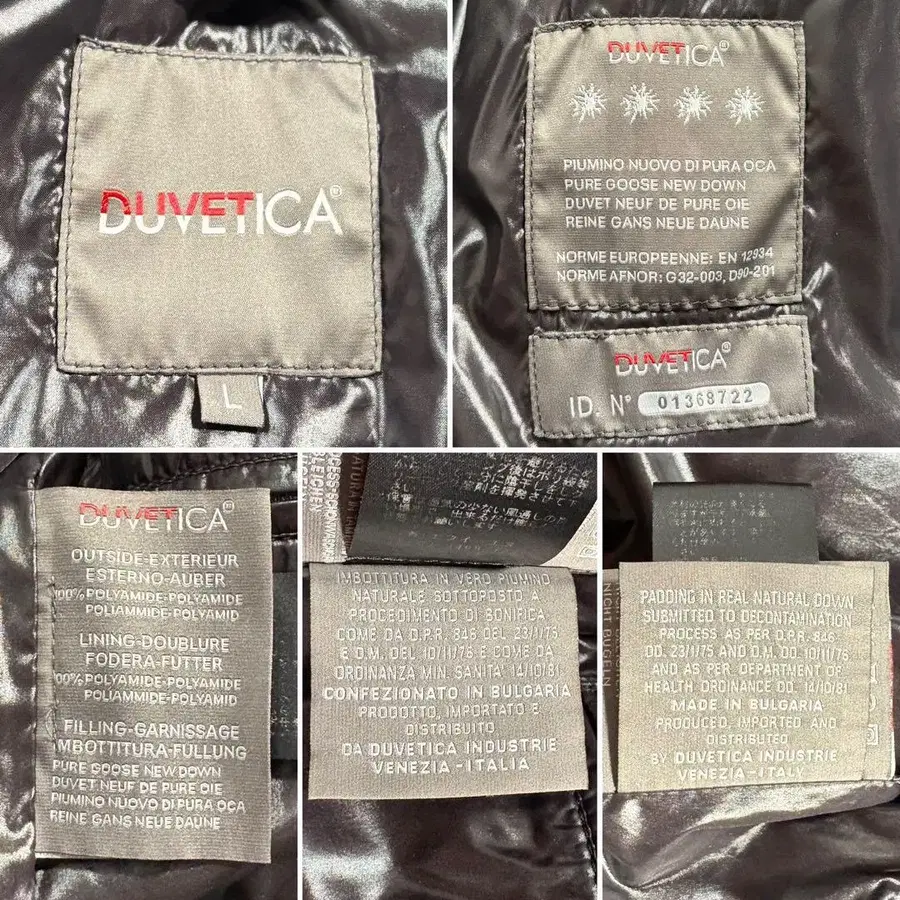 DUVETICA®
L
DUVETICA®
PIUMINO NUOVO DI PURA OCA
PURE GOOSE NEW DOWN
DUVET NEUF DE PURE OIE
REINE GANS NEUE DAUNE
NORME EUROPEENNE: EN 12934
NORME AFNOR: G32-003, D90-201
DUVETICA®
ID. N° 01368722
DUVETICA®
OUTSIDE-EXTERIEUR
ESTERNO-AUBER
100% POLYAMIDE-POLYAMIDE
POLIAMMIDE-POLYAMID
LINING-DOUBLURE
FODERA-FUTTER
100% POLYAMIDE-POLYAMIDE
POLIAMMIDE-POLYAMID
FILLING-GARNISSAGE
IMBOTTITURA-FÜLLUNG
PURE GOOSE NEW DOWN
DUVET NEUF DE PURE OIE
PIUMINO NUOVO DI PURA OCA
REINE GANS NEUE DAUNE
IMBOTTITURA IN VERO PIUMINO
NATURALE SOTTOPOSTO A
PROCEDIMENTO DI BONIFICA
COME DA D.P.R. 846 DEL 23/1/75
E D.M. DEL 10/11/76 E COME DA
ORDINANZA MIN. SANITA' 14/10/81
CONFEZIONATO IN BULGARIA
PRODOTTO, IMPORTATO E
DISTRIBUITO
DA DUVETICA INDUSTRIE
VENEZIA-ITALIA
NICHT BUGELN
PADDING IN REAL NATURAL DOWN
SUBMITTED TO DECONTAMINATION
PROCESS AS PER D.P.R. 846
DD. 23/1/75 AND D.M. DD. 10/11/76
AND AS PER DEPARTMENT OF
HEALTH ORDINANCE DD. 14/10/81
MADE IN BULGARIA
PRODUCED, IMPORTED AND
DISTRIBUTED
BY DUVETICA INDUSTRIE
VENEZIA-ITALY